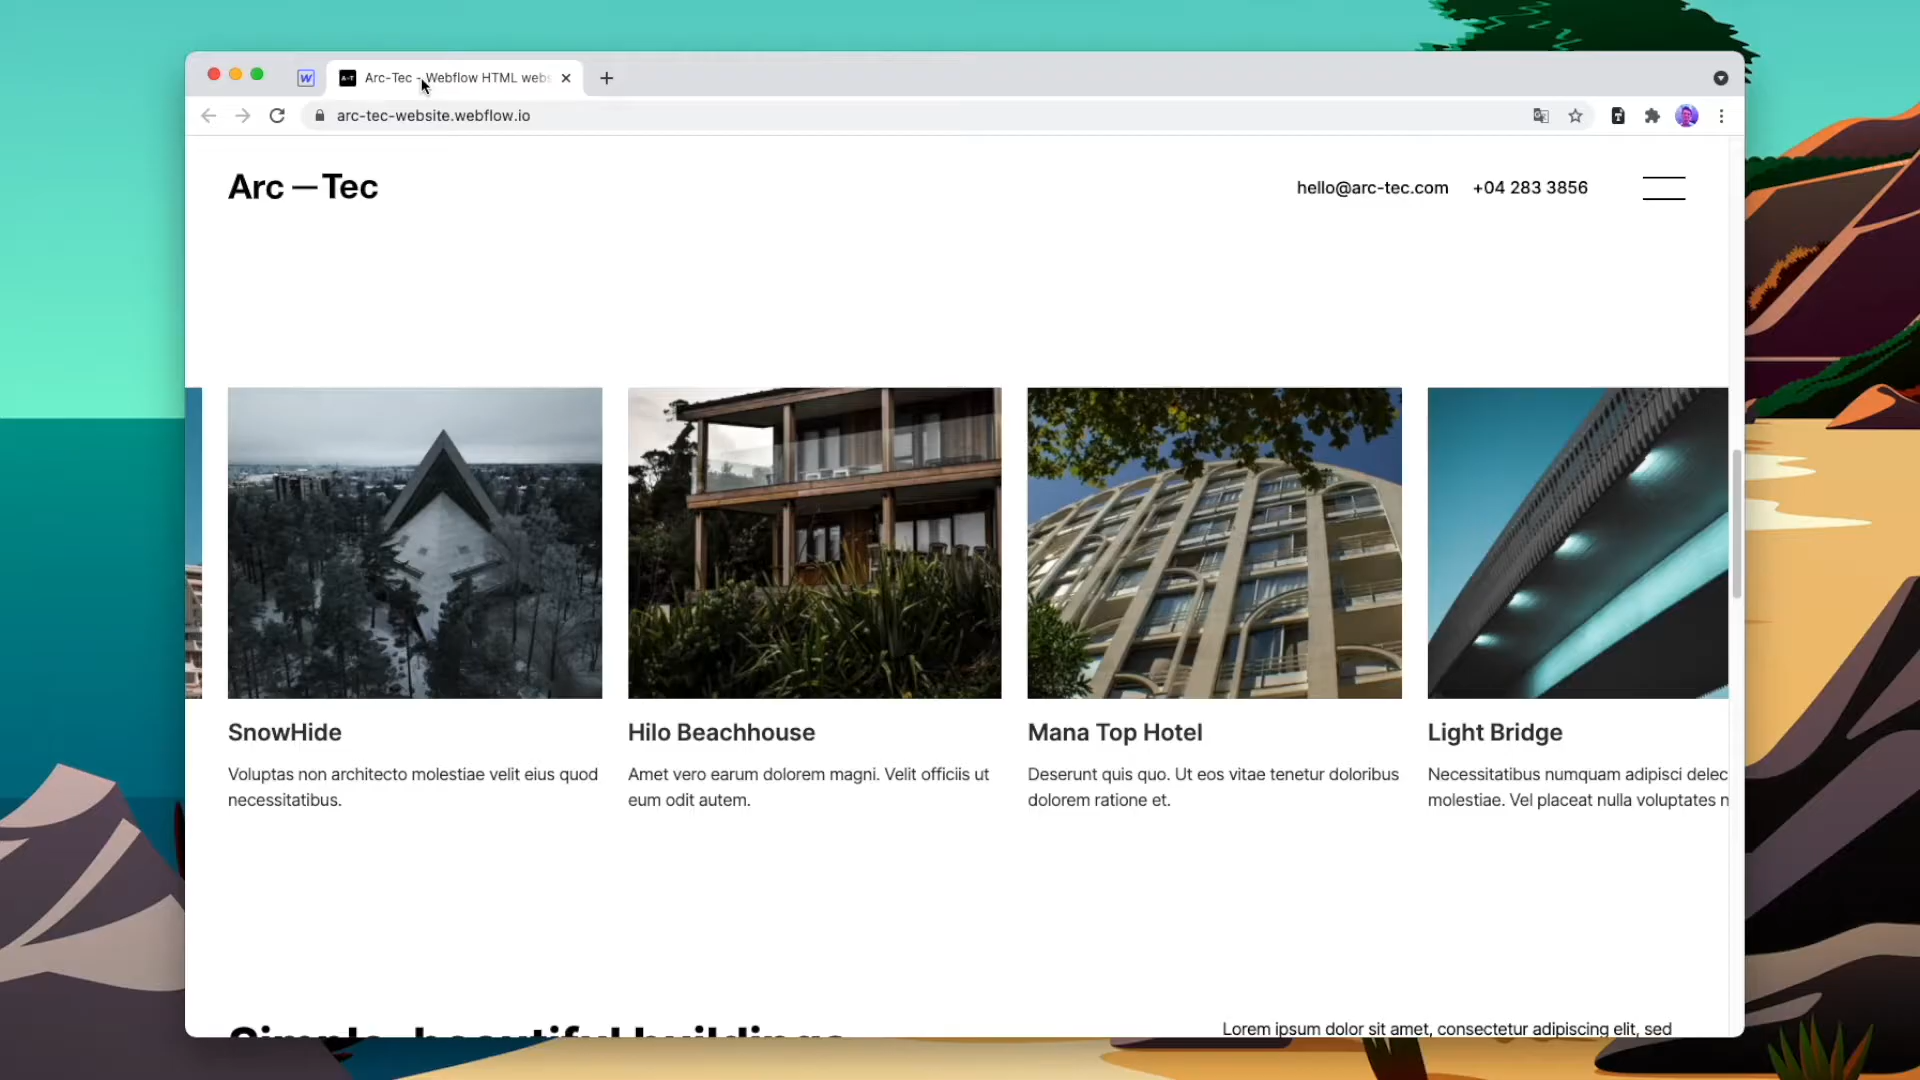 Arc-Tec - Webflow HTML webs
arc-tec-website.webflow.io
Arc — Tec
hello@arc-tec.com +04 283 3856
SnowHide
Voluptas non architecto molestiae velit eius quod
necessitatibus.
Hilo Beachhouse
Amet vero earum dolorem magni. Velit officiis ut
eum odit autem.
Mana Top Hotel
Deserunt quis quo. Ut eos vitae tenetur doloribus
dolorem ratione et.
Light Bridge
Necessitatibus numquam adipisci delec
molestiae. Vel placeat nulla voluptates n
Simple, beautiful buildings
Lorem ipsum dolor sit amet, consectetur adipiscing elit, sed